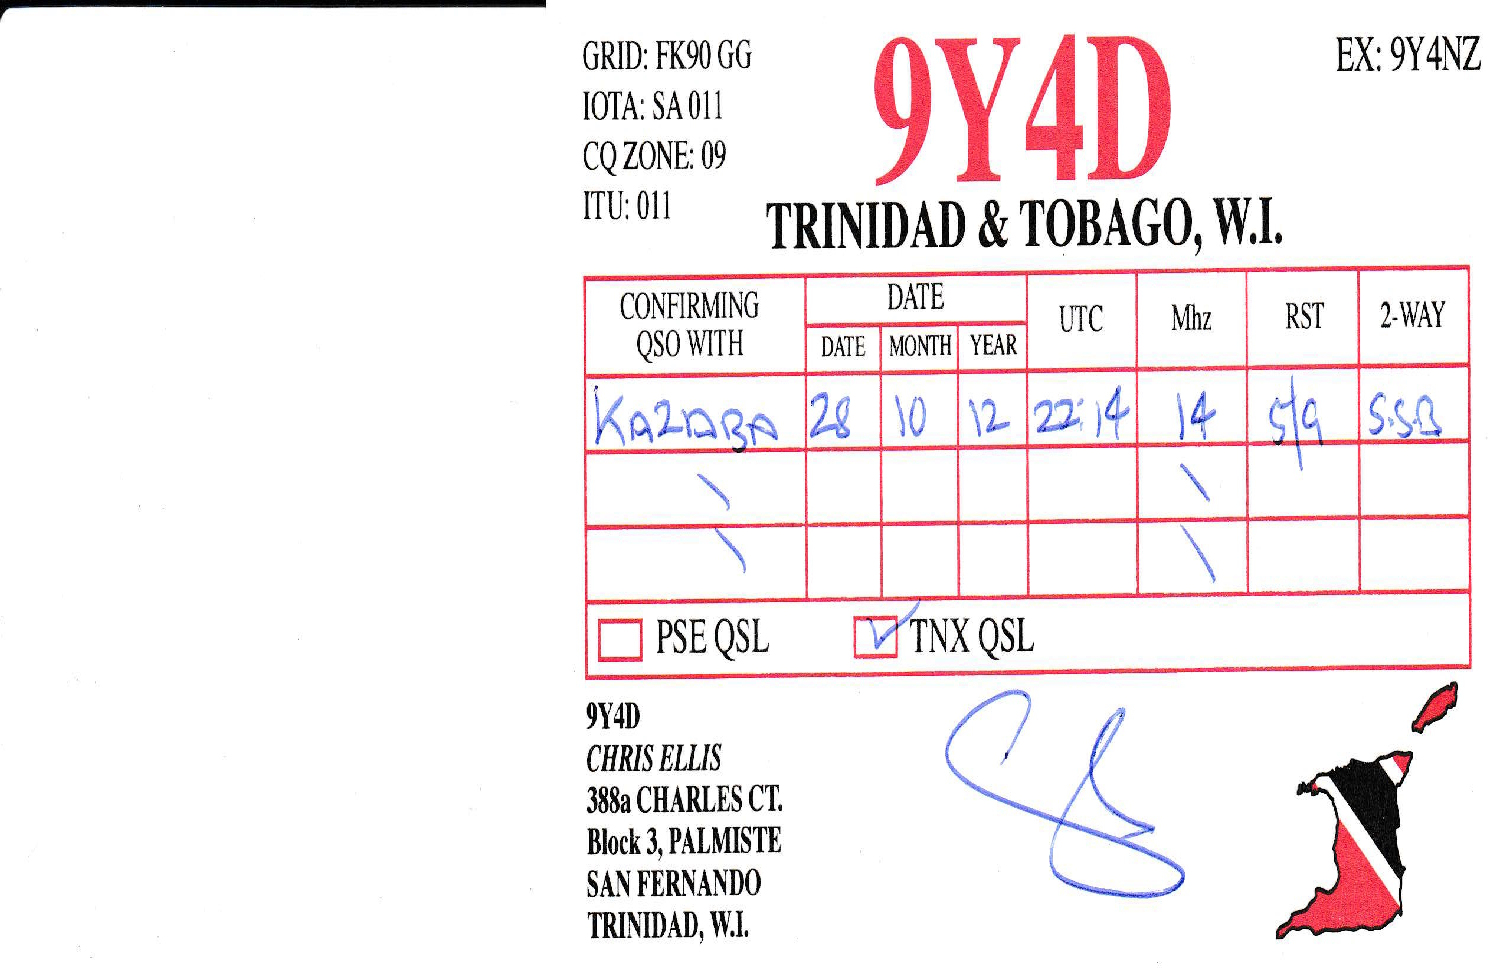 GRID: FK90 GG
IOTA: SA 011
CQ ZONE: 09
ITU: 011
9Y4D
EX: 9Y4NZ
TRINIDAD & TOBAGO, W.I.
CONFIRMING QSO WITH
DATE
DATE MONTH YEAR
UTC
Mhz
RST
2-WAY
28 10 12 22:14 14 5/9 S.S.B
PSE QSL TNX QSL
9Y4D
CHRIS ELLIS
388a CHARLES CT.
Block 3, PALMISTE
SAN FERNANDO
TRINIDAD, W.I.